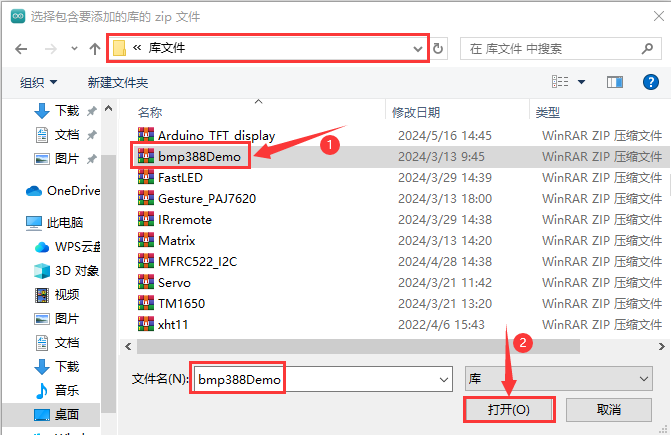 选择包含要添加的库的 zip 文件
« 库文件
在 库文件 中搜索
组织
新建文件夹
名称 修改日期 类型
下载
文档
图片
OneDrive
此电脑
WPS云盘
3D 对象
视频
图片
文档
下载
音乐
桌面
Arduino_TFT_display 2024/5/16 14:45 WinRAR ZIP 压缩文件
bmp388Demo 2024/3/13 9:45 WinRAR ZIP 压缩文件
1
FastLED 2024/3/29 14:39 WinRAR ZIP 压缩文件
Gesture_PAJ7620 2024/3/13 18:00 WinRAR ZIP 压缩文件
IRremote 2024/3/29 14:38 WinRAR ZIP 压缩文件
Matrix 2024/3/13 14:20 WinRAR ZIP 压缩文件
MFRC522_I2C 2024/4/28 14:38 WinRAR ZIP 压缩文件
Servo 2024/3/21 11:42 WinRAR ZIP 压缩文件
TM1650 2024/3/21 13:20 WinRAR ZIP 压缩文件
xht11 2022/4/6 15:43 WinRAR ZIP 压缩文件
2
文件名(N): bmp388Demo 库
打开(O) 取消